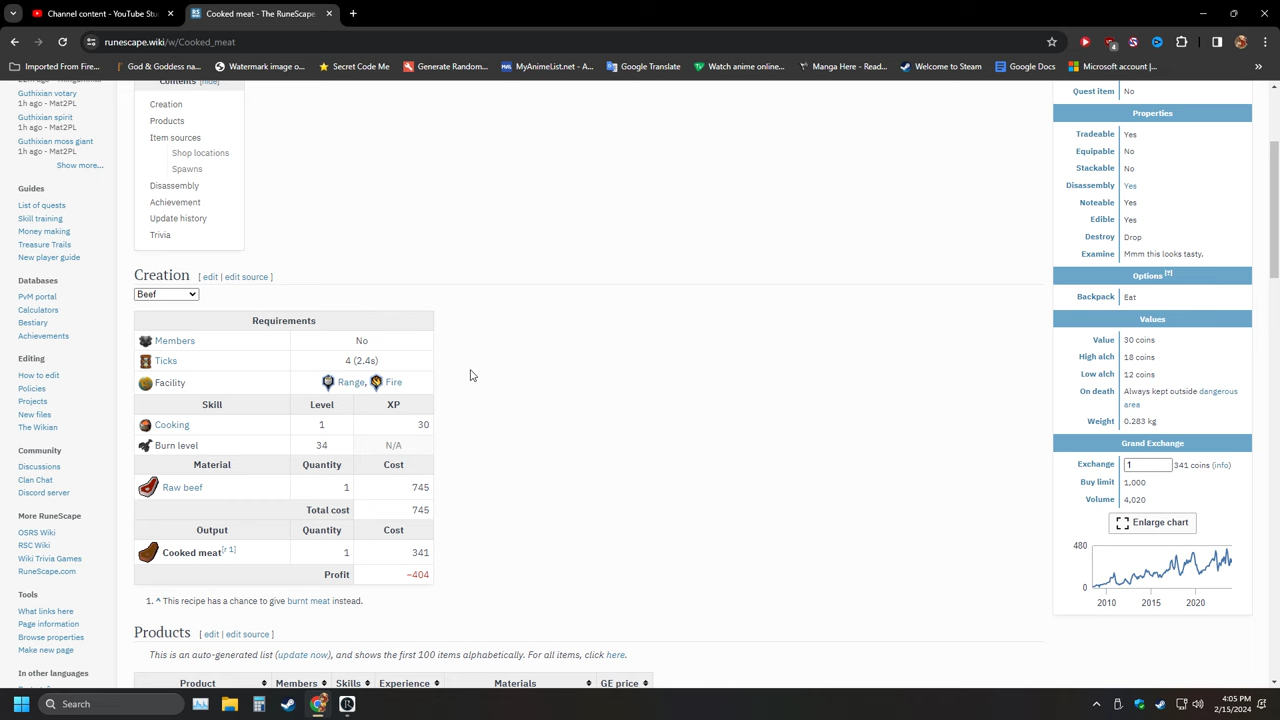 Channel content - YouTube Stu
Cooked meat - The RuneScape
runescape.wiki/w/Cooked_meat
Imported From Firef
God & Goddess na...
Watermark image o...
Secret Code Me
Generate Random...
MyAnimeList.net - A...
Google Translate
Watch anime online...
Manga Here - Read...
Welcome to Steam
Google Docs
Microsoft account |...
Guthixian votary
1h ago - Mat2PL
Guthixian spirit
1h ago - Mat2PL
Guthixian moss giant
1h ago - Mat2PL
Show more...
Guides
List of quests
Skill training
Money making
Treasure Trails
New player guide
Databases
PvM portal
Calculators
Bestiary
Achievements
Editing
How to edit
Policies
Projects
New files
The Wikian
Community
Discussions
Clan Chat
Discord server
More RuneScape
OSRS Wiki
RSC Wiki
Wiki Trivia Games
RuneScape.com
Tools
What links here
Page information
Browse properties
Make new page
In other languages
Contents [hide]
Creation
Products
Item sources
Shop locations
Spawns
Disassembly
Achievement
Update history
Trivia
Creation [ edit | edit source ]
Beef
Requirements
Members No
Ticks 4 (2.4s)
Facility Range, Fire
Skill Level XP
Cooking 1 30
Burn level 34 N/A
Material Quantity Cost
Raw beef 1 745
Total cost 745
Output Quantity Cost
Cooked meat[r 1] 1 341
Profit −404
1. ^ This recipe has a chance to give burnt meat instead.
Products [ edit | edit source ]
This is an auto-generated list (update now), and shows the first 100 items alphabetically. For all items, click here.
Product Members Skills Experience Materials GE price
Quest item No
Properties
Tradeable Yes
Equipable No
Stackable No
Disassembly Yes
Noteable Yes
Edible Yes
Destroy Drop
Examine Mmm this looks tasty.
Options [?]
Backpack Eat
Values
Value 30 coins
High alch 18 coins
Low alch 12 coins
On death Always kept outside dangerous
area
Weight 0.283 kg
Grand Exchange
Exchange 1 341 coins (info)
Buy limit 1,000
Volume 4,020
Enlarge chart
480
0
2010 2015 2020
Search
4:05 PM
2/15/2024